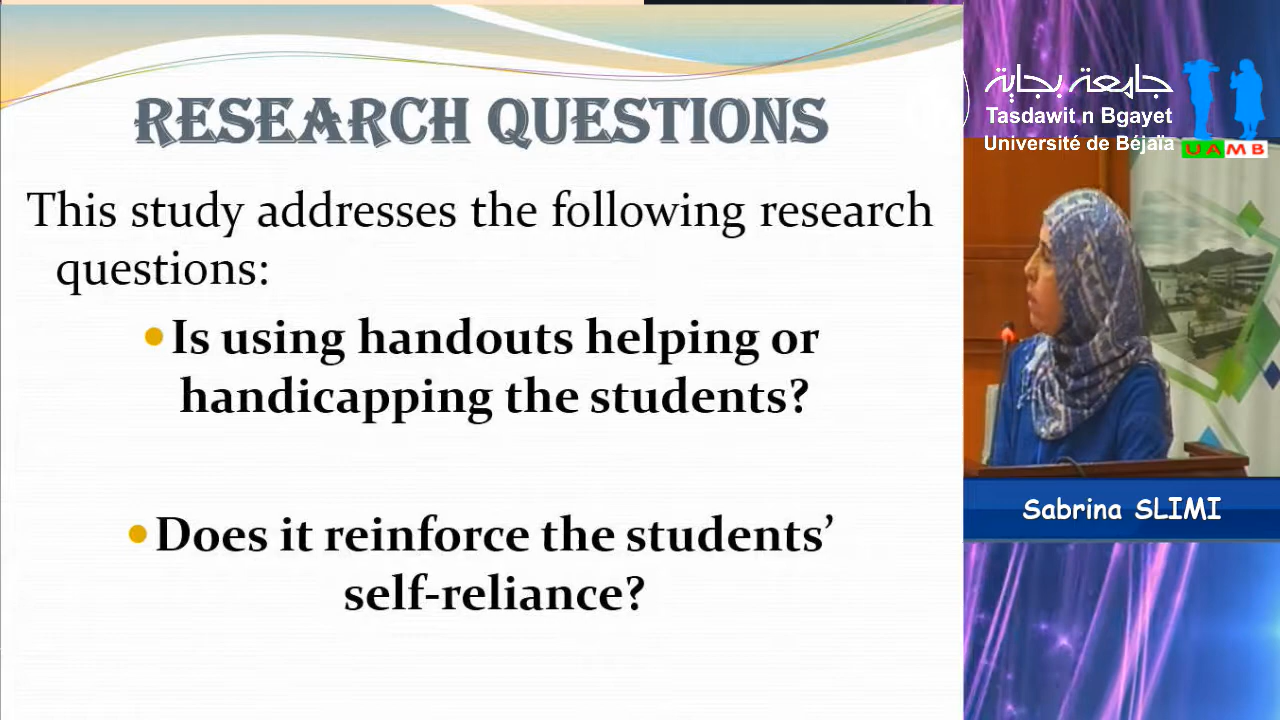 RESEARCH QUESTIONS
This study addresses the following research
questions:
•Is using handouts helping or
handicapping the students?
•Does it reinforce the students’
self-reliance?
جامعة بجاية
Tasdawit n Bgayet
Université de Béjaïa
UAMB
Sabrina SLIMI